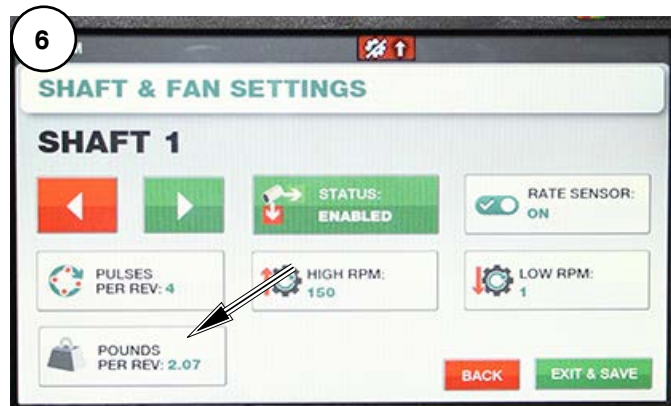 6
SHAFT & FAN SETTINGS
SHAFT 1
STATUS:
ENABLED
RATE SENSOR:
ON
PULSES
PER REV: 4
HIGH RPM:
150
LOW RPM:
1
POUNDS
PER REV: 2.07
BACK
EXIT & SAVE